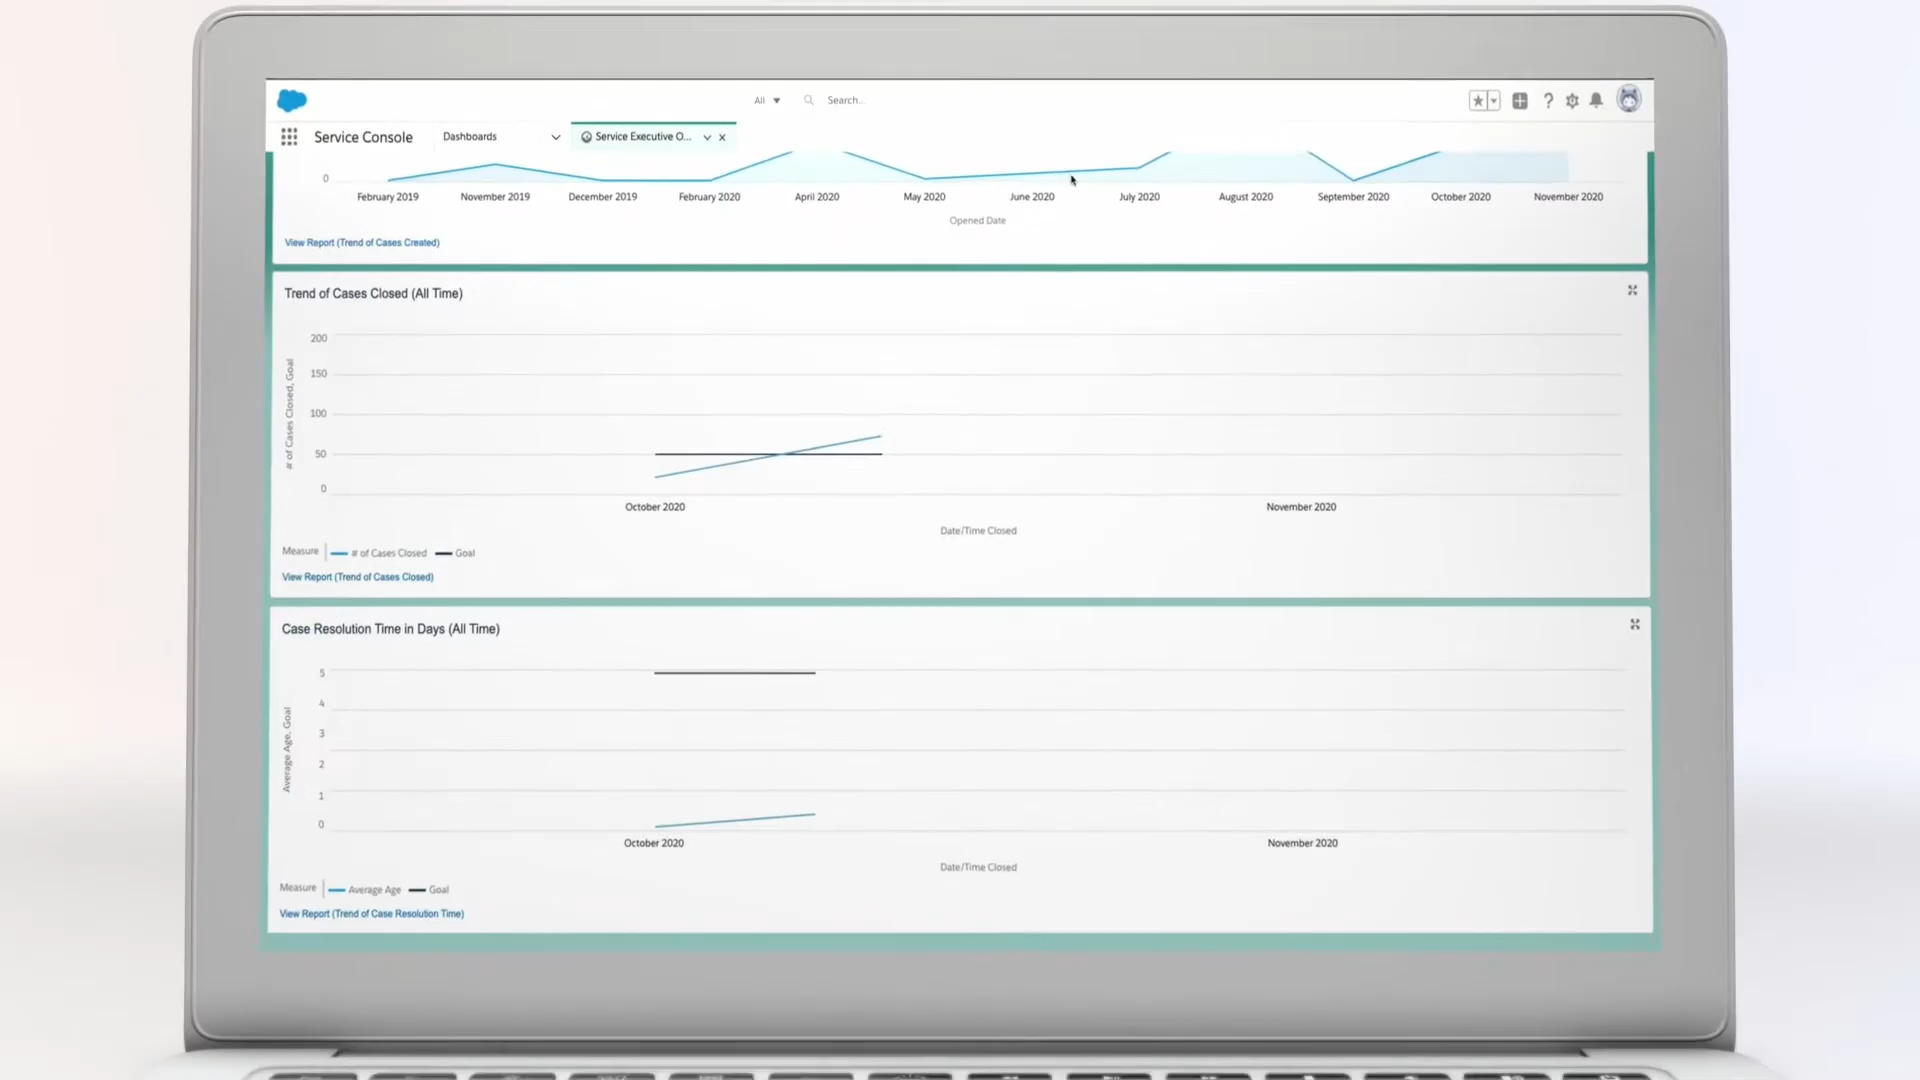 All
Search...
Service Console
Dashboards
Service Executive O...
0
February 2019
November 2019
December 2019
February 2020
April 2020
May 2020
June 2020
July 2020
August 2020
September 2020
October 2020
November 2020
Opened Date
View Report (Trend of Cases Created)
Trend of Cases Closed (All Time)
# of Cases Closed, Goal
200
150
100
50
0
October 2020
November 2020
Date/Time Closed
Measure
# of Cases Closed
Goal
View Report (Trend of Cases Closed)
Case Resolution Time in Days (All Time)
Average Age, Goal
5
4
3
2
1
0
October 2020
November 2020
Date/Time Closed
Measure
Average Age
Goal
View Report (Trend of Case Resolution Time)